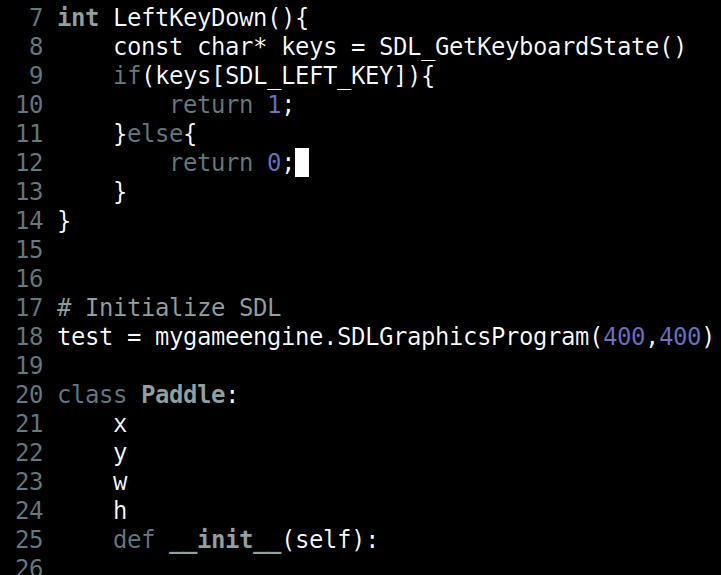 7 int LeftKeyDown(){
8     const char* keys = SDL_GetKeyboardState()
9     if(keys[SDL_LEFT_KEY]){
10         return 1;
11     }else{
12         return 0;
13     }
14 }
15
16
17 # Initialize SDL
18 test = mygameengine.SDLGraphicsProgram(400,400)
19
20 class Paddle:
21     x
22     y
23     w
24     h
25     def __init__(self):
26